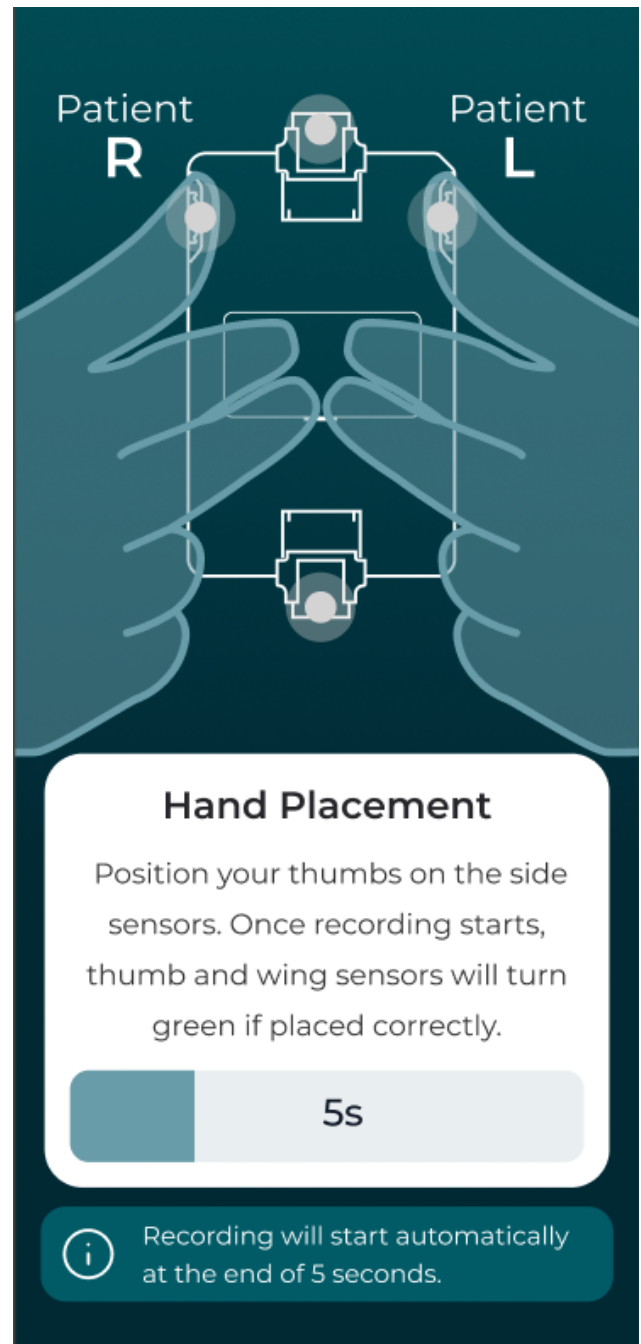 Patient
R
Patient
L
Hand Placement
Position your thumbs on the side
sensors. Once recording starts,
thumb and wing sensors will turn
green if placed correctly.
5s
Recording will start automatically
at the end of 5 seconds.